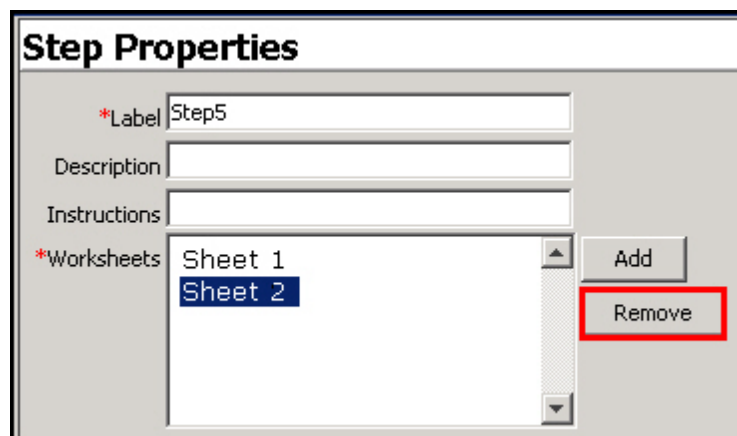 Step Properties
*Label Step5
Description
Instructions
*Worksheets Sheet 1 Add
Sheet 2 Remove